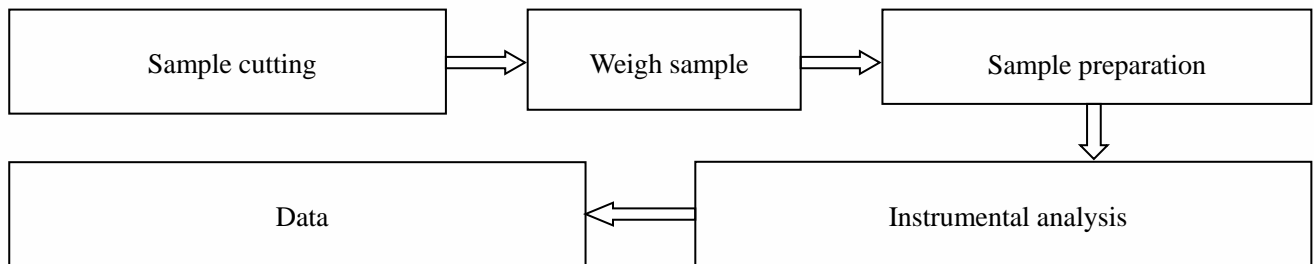 Sample cutting
Weigh sample
Sample preparation
Instrumental analysis
Data